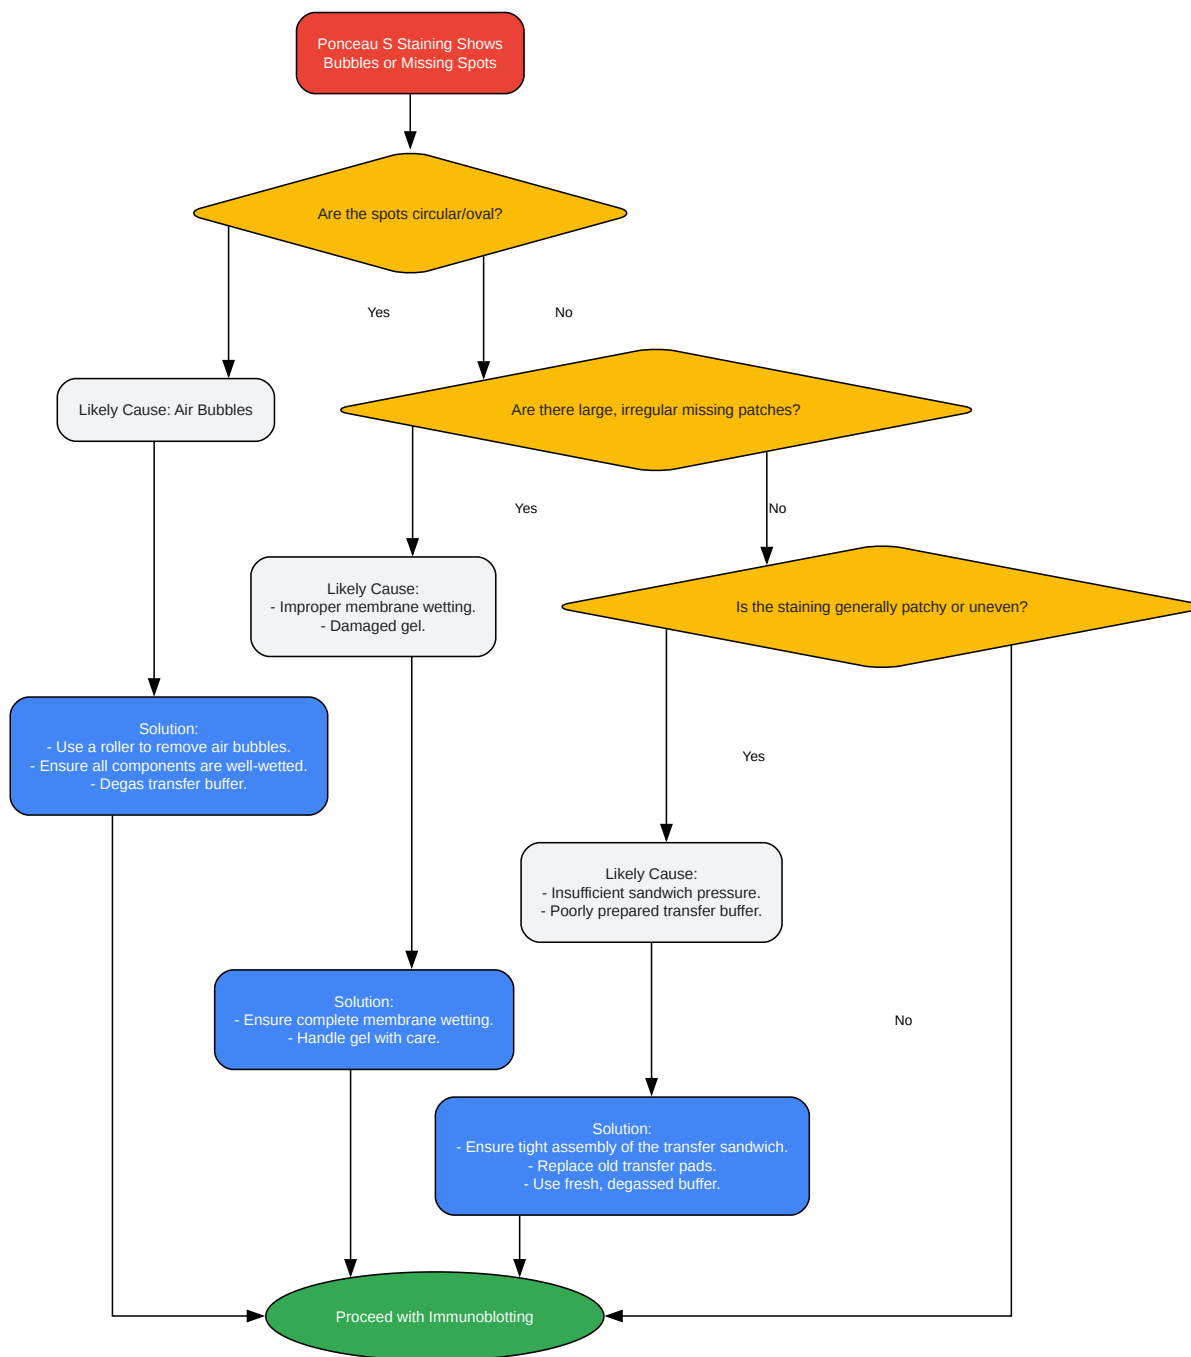 Ponceau S Staining Shows
Bubbles or Missing Spots
Are the spots circular/oval?
Yes
No
Likely Cause: Air Bubbles
Are there large, irregular missing patches?
Yes
No
Likely Cause:
- Improper membrane wetting.
- Damaged gel.
Is the staining generally patchy or uneven?
Solution:
- Use a roller to remove air bubbles.
- Ensure all components are well-wetted.
- Degas transfer buffer.
Yes
Likely Cause:
- Insufficient sandwich pressure.
- Poorly prepared transfer buffer.
Solution:
- Ensure complete membrane wetting.
- Handle gel with care.
No
Solution:
- Ensure tight assembly of the transfer sandwich.
- Replace old transfer pads.
- Use fresh, degassed buffer.
Proceed with Immunoblotting